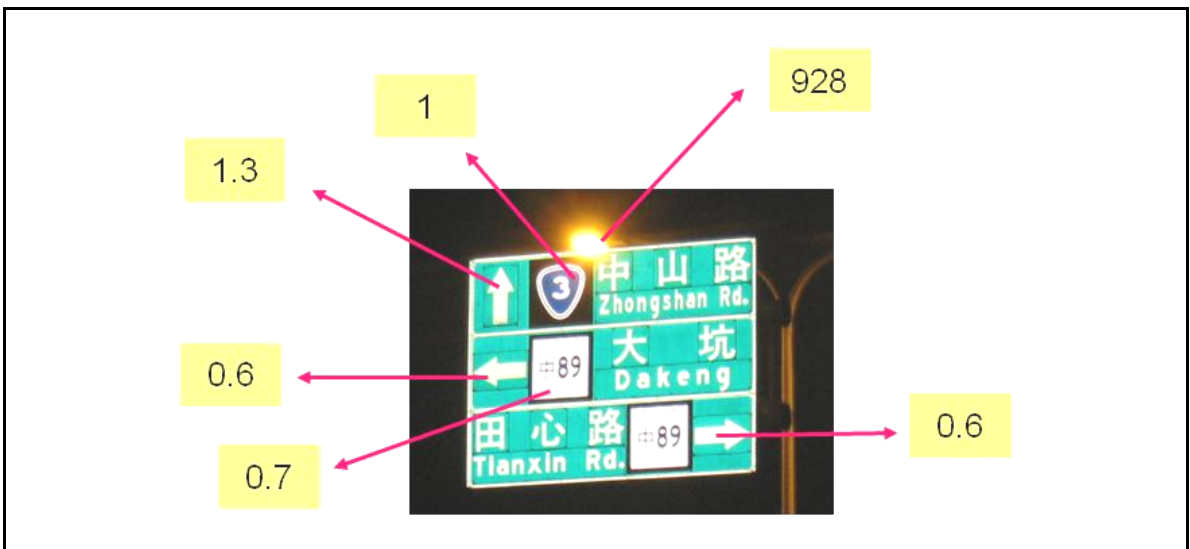 928
1
1.3
3 中山路
Zhongshan Rd.
0.6
中89 大坑
Dakeng
田心路 中89
Tianxin Rd.
0.6
0.7